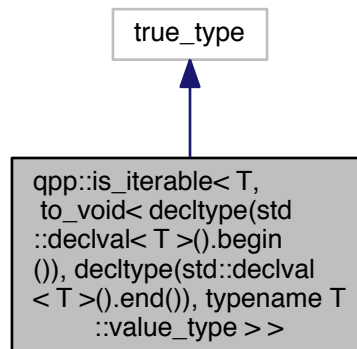 true_type
qpp::is_iterable< T,
to_void< decltype(std
::declval< T >().begin
()), decltype(std::declval
< T >().end()), typename T
::value_type > >